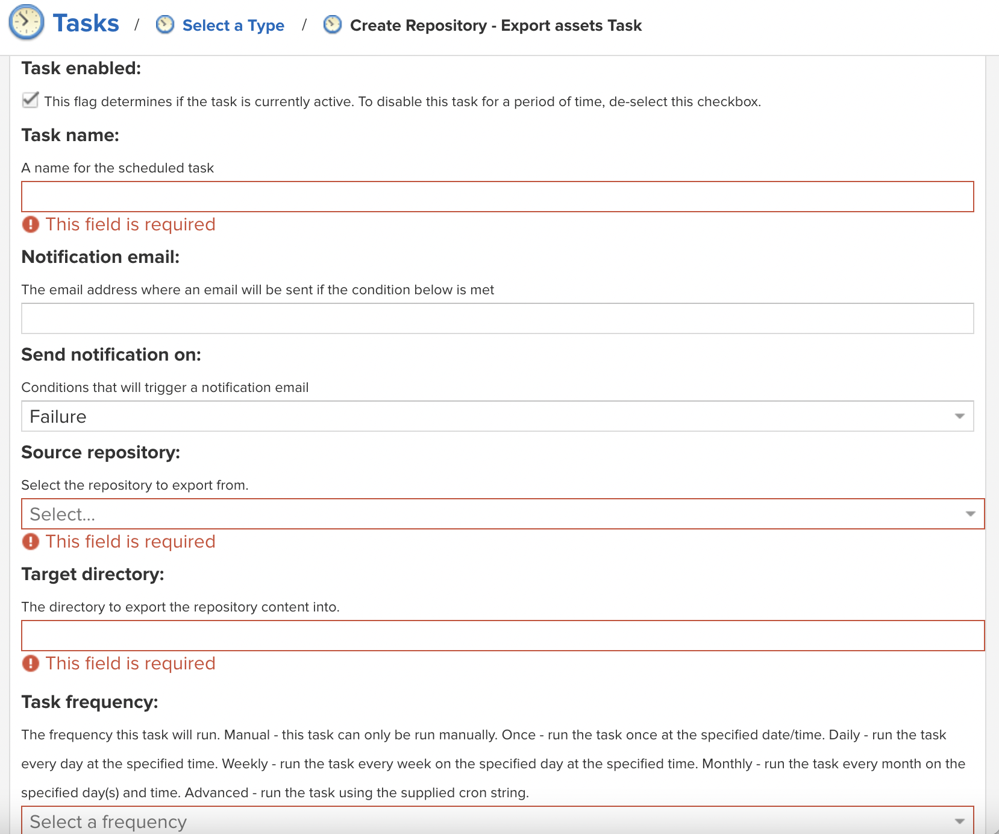 Tasks / Select a Type / Create Repository - Export assets Task
Task enabled:
This flag determines if the task is currently active. To disable this task for a period of time, de-select this checkbox.
Task name:
A name for the scheduled task
This field is required
Notification email:
The email address where an email will be sent if the condition below is met
Send notification on:
Conditions that will trigger a notification email
Failure
Source repository:
Select the repository to export from.
Select...
This field is required
Target directory:
The directory to export the repository content into.
This field is required
Task frequency:
The frequency this task will run. Manual - this task can only be run manually. Once - run the task once at the specified date/time. Daily - run the task
every day at the specified time. Weekly - run the task every week on the specified day at the specified time. Monthly - run the task every month on the
specified day(s) and time. Advanced - run the task using the supplied cron string.
Select a frequency